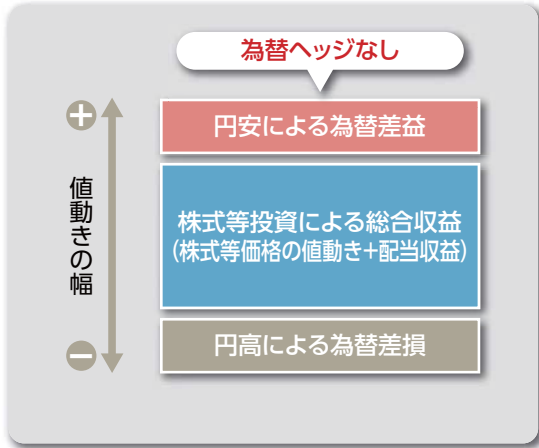 為替ヘッジなし
＋
円安による為替差益
値動きの幅
株式等投資による総合収益
(株式等価格の値動き+配当収益)
円高による為替差損
−